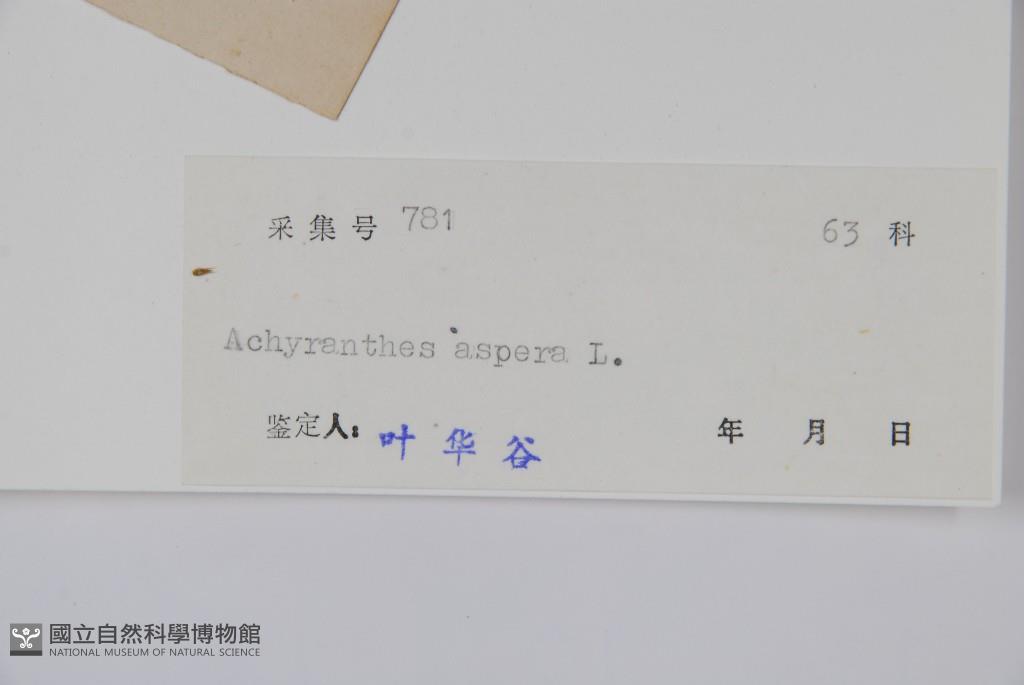 采集号 781 63 科
Achyranthes aspera L.
鉴定人: 叶华谷 年 月 日
國立自然科學博物館
NATIONAL MUSEUM OF NATURAL SCIENCE